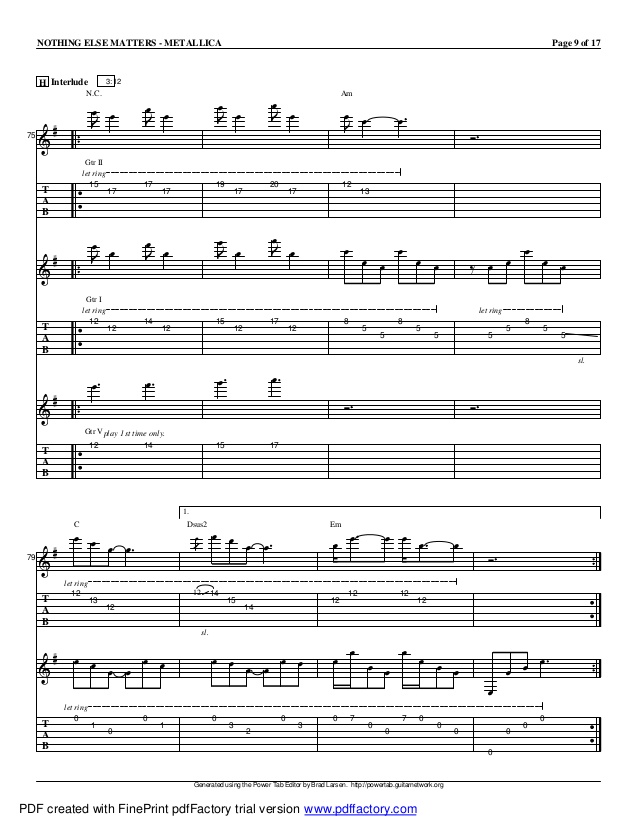 NOTHING ELSE MATTERS - METALLICA Page 9 of 17
H Interlude 3:12
N.C. Am
75
Gtr II
let ring
T 15 17 17 17 19 17 20 17 12 13
A
B
Gtr I
let ring let ring
T 12 12 14 12 15 12 17 12 8 5 5 8 5 5 5 5 8 5 5
A
B
sl.
Gtr V play 1st time only.
T 12 14 15 17
A
B
1.
C Dsus2 Em
79
let ring
T 12 13 12 12 14 15 14 12 12 12 12
A
B
sl.
let ring
T 0 1 0 0 1 0 3 2 0 3 0 7 0 0 7 0 0 0 0 0 0 0
A
B
Generated using the Power Tab Editor by Brad Larsen. http://powertab.guitarnetwork.org
PDF created with FinePrint pdfFactory trial version www.pdffactory.com